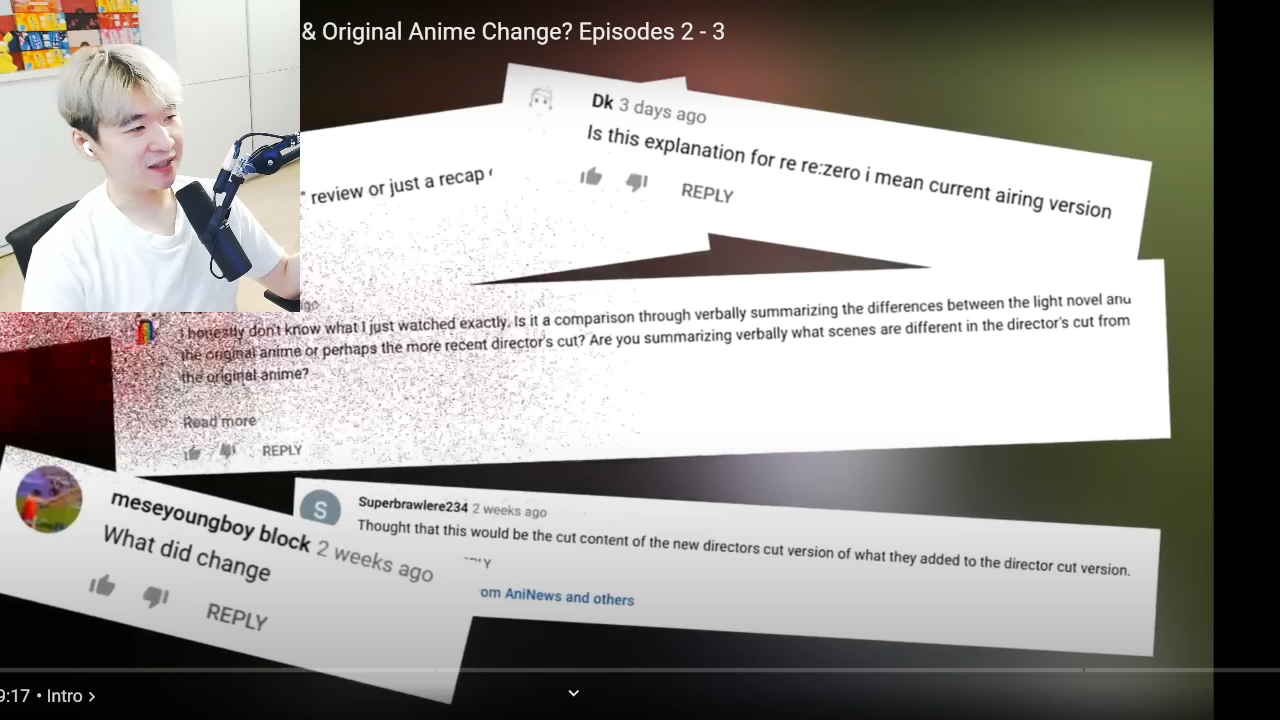 & Original Anime Change? Episodes 2 - 3
Dk 3 days ago
Is this explanation for re re:zero i mean current airing version
REPLY
" review or just a recap
go
I honestly don't know what I just watched exactly. Is it a comparison through verbally summarizing the differences between the light novel and
the original anime or perhaps the more recent director's cut? Are you summarizing verbally what scenes are different in the director's cut from
the original anime?
Read more
REPLY
meseyoungboy block 2 weeks ago
What did change
REPLY
S
Superbrawlere234 2 weeks ago
Thought that this would be the cut content of the new directors cut version of what they added to the director cut version.
om AniNews and others
9:17 • Intro >